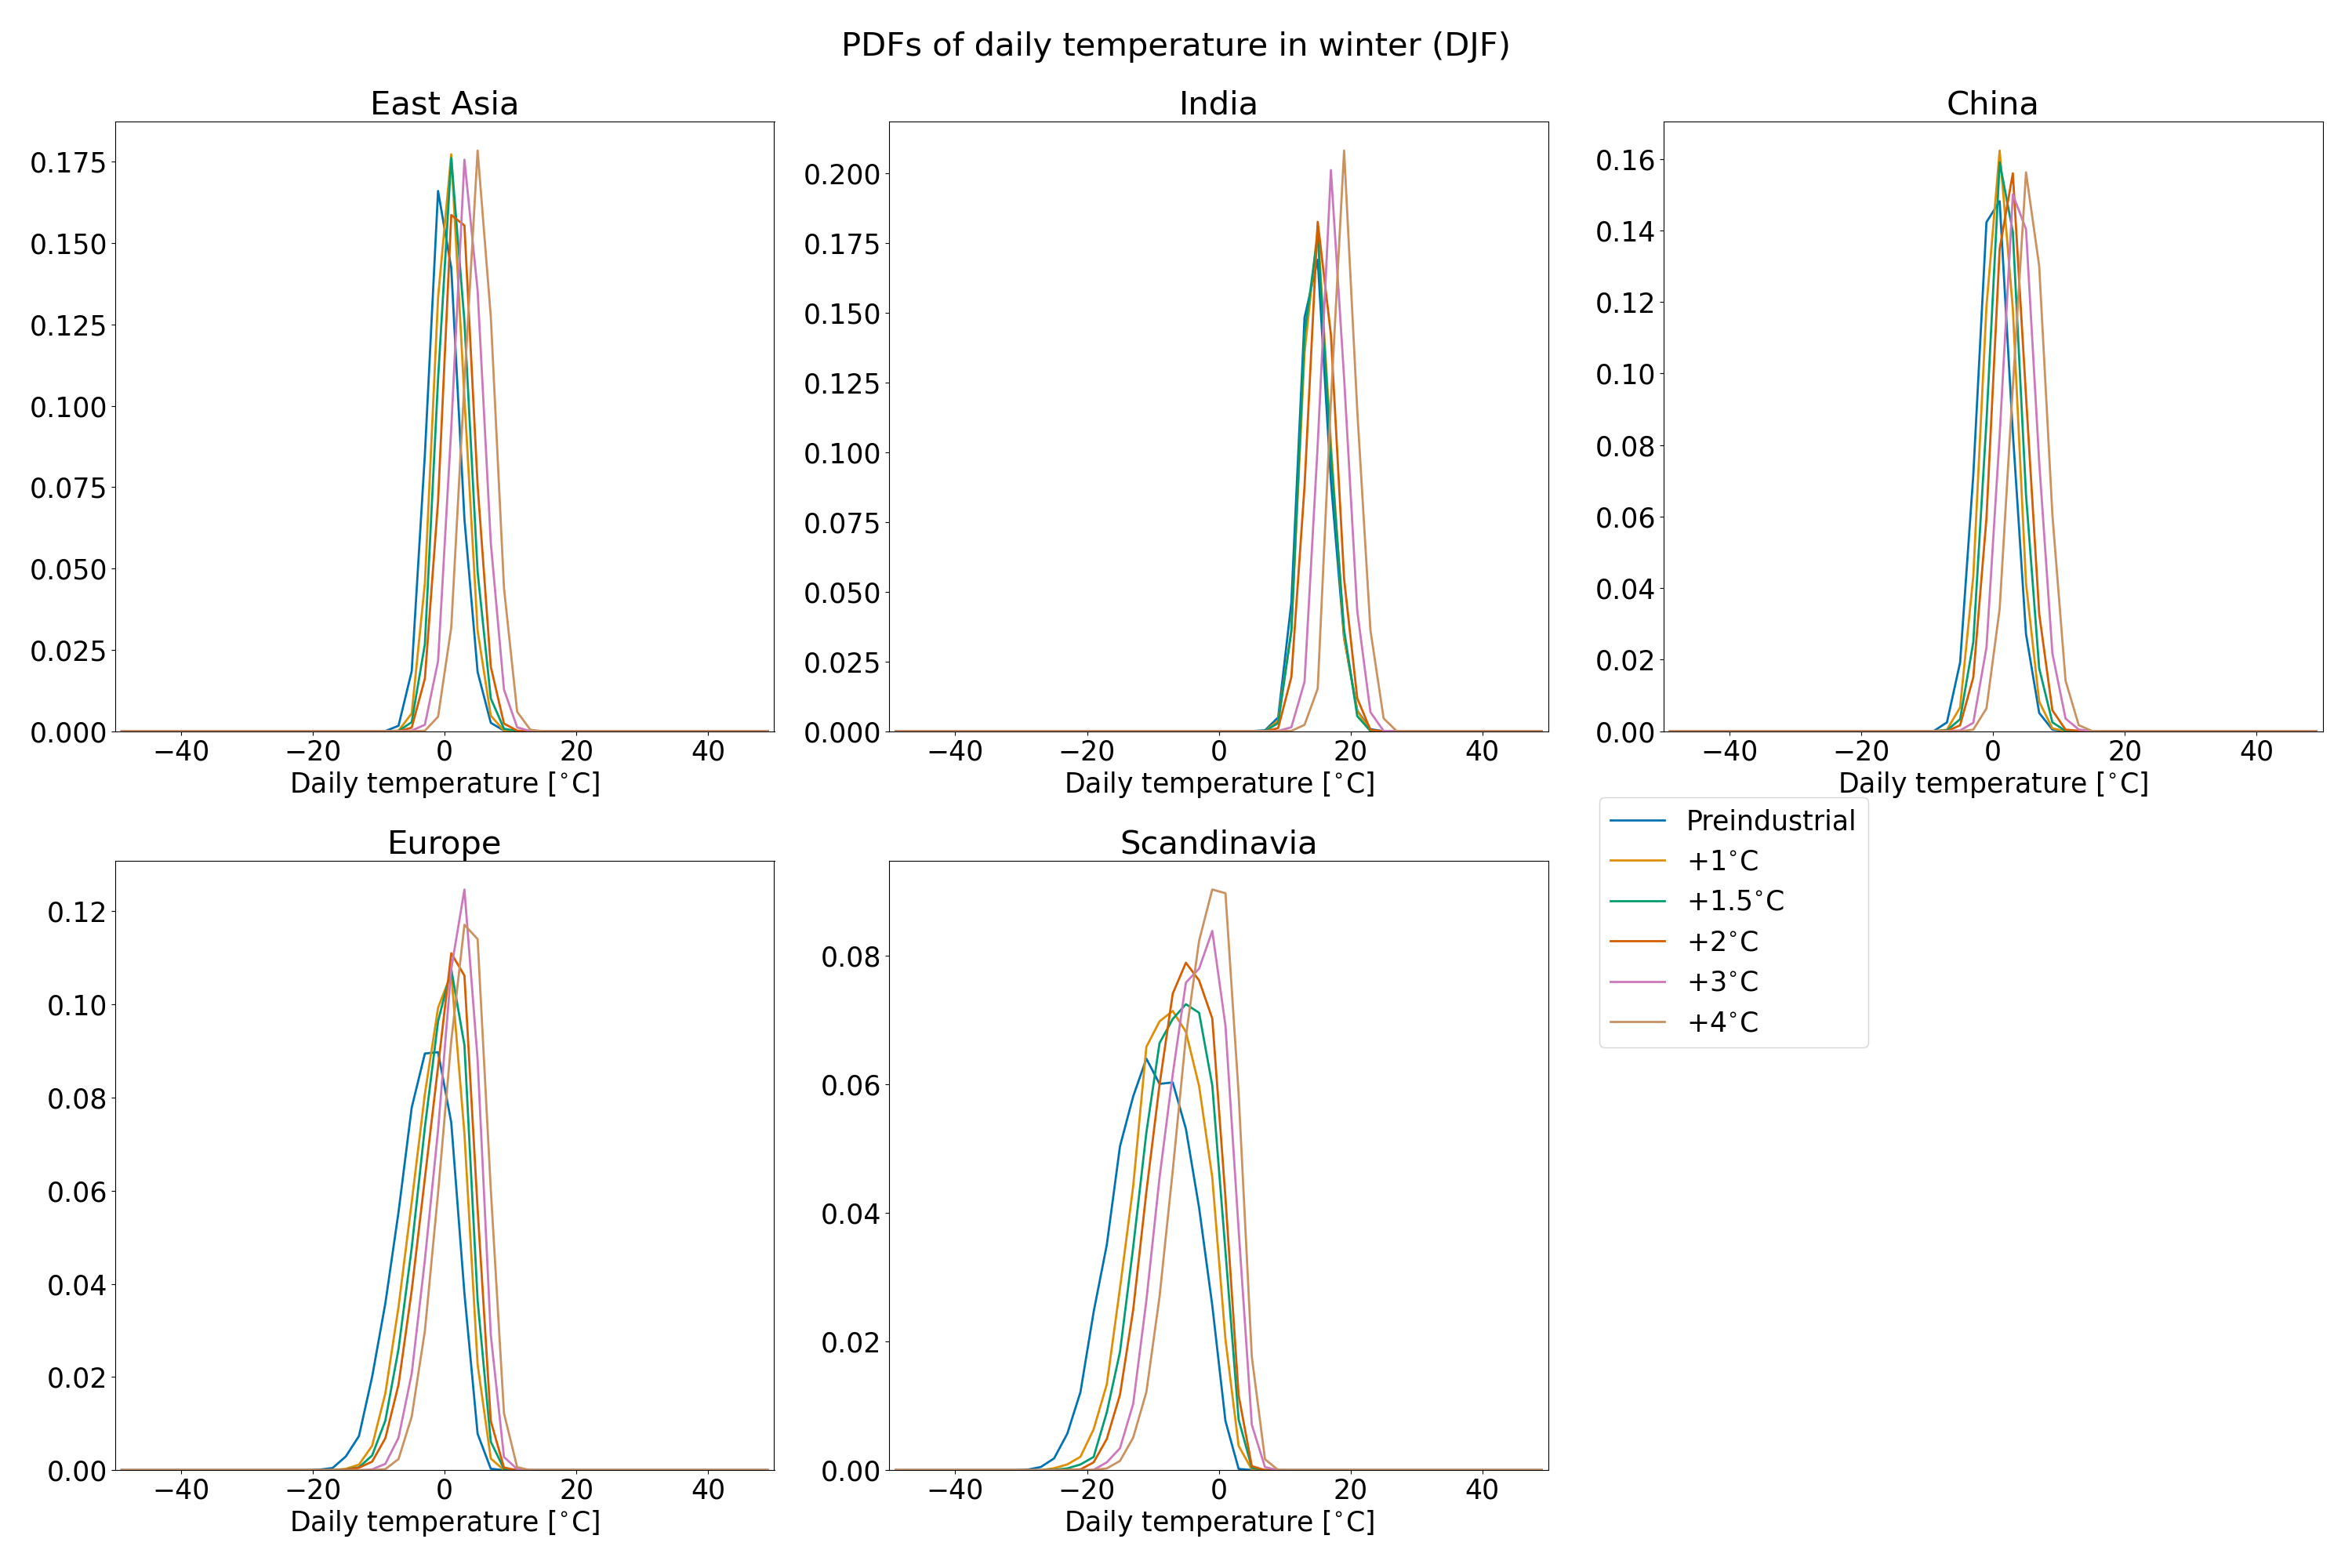 PDFs of daily temperature in winter (DJF)
East Asia
0.175
0.150
0.125
0.100
0.075
0.050
0.025
0.000
−40 −20 0 20 40
Daily temperature [°C]
India
0.200
0.175
0.150
0.125
0.100
0.075
0.050
0.025
0.000
−40 −20 0 20 40
Daily temperature [°C]
China
0.16
0.14
0.12
0.10
0.08
0.06
0.04
0.02
0.00
−40 −20 0 20 40
Daily temperature [°C]
Europe
0.12
0.10
0.08
0.06
0.04
0.02
0.00
−40 −20 0 20 40
Daily temperature [°C]
Scandinavia
0.08
0.06
0.04
0.02
0.00
−40 −20 0 20 40
Daily temperature [°C]
Preindustrial
+1°C
+1.5°C
+2°C
+3°C
+4°C